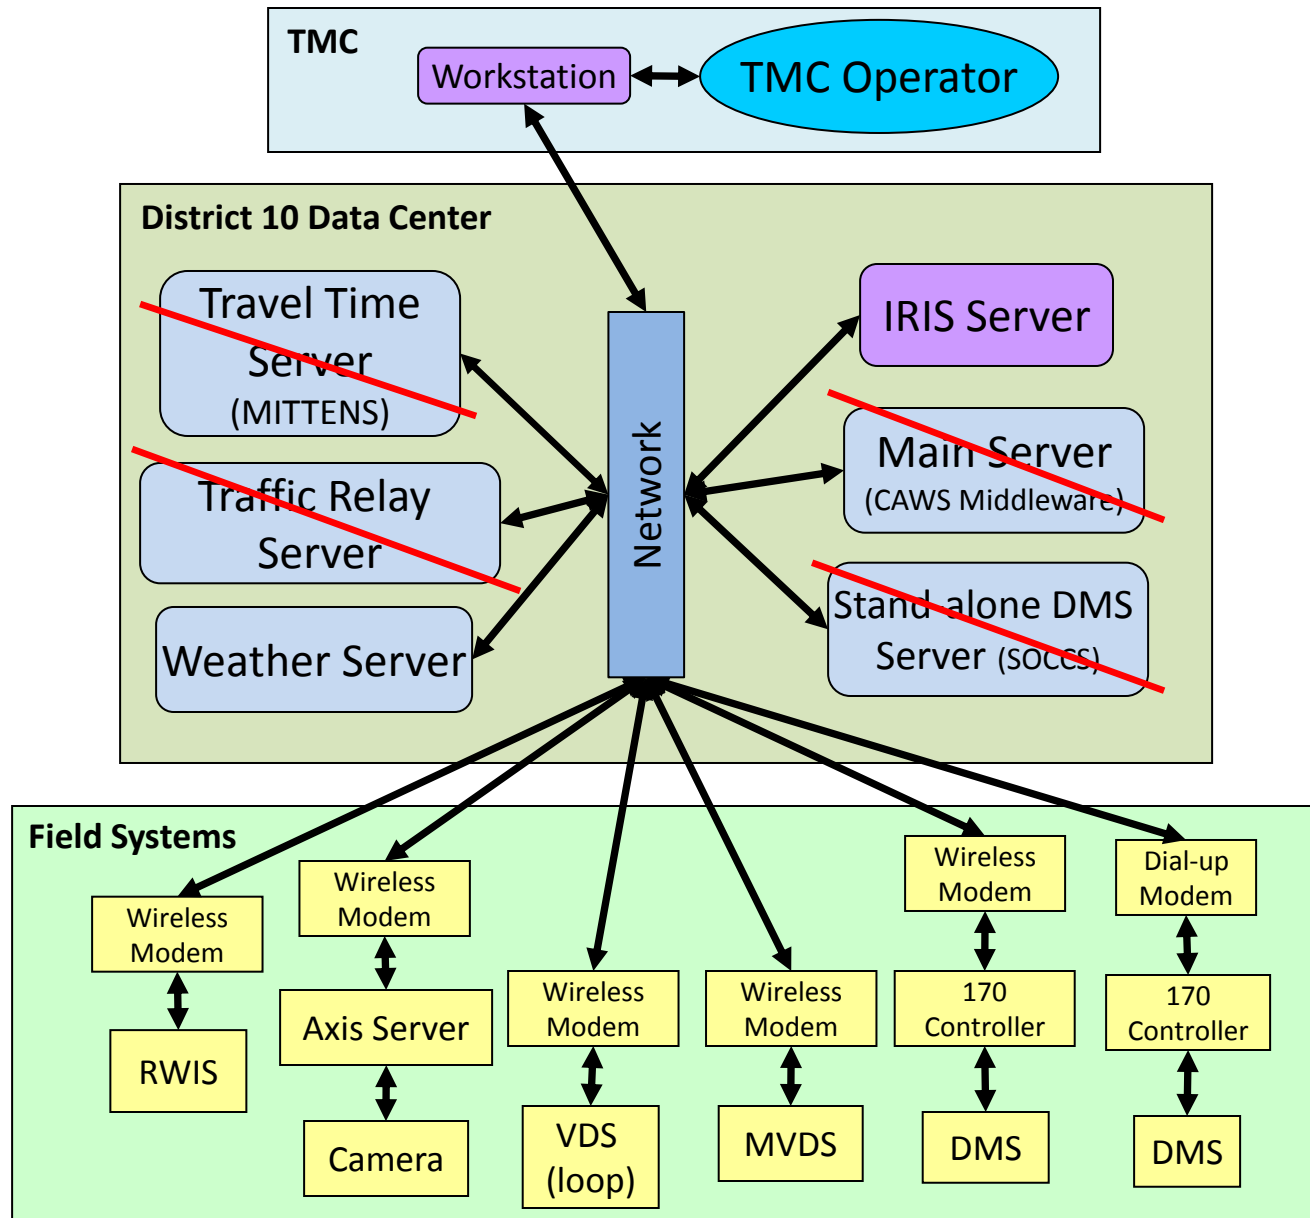 TMC
Workstation
TMC Operator
District 10 Data Center
Travel Time
Server
(MITTENS)
Traffic Relay
Server
Weather Server
Network
IRIS Server
Main Server
(CAWS Middleware)
Stand-alone DMS
Server (SOCCS)
Field Systems
Wireless
Modem
RWIS
Wireless
Modem
Axis Server
Camera
Wireless
Modem
VDS
(loop)
Wireless
Modem
MVDS
Wireless
Modem
170
Controller
DMS
Dial-up
Modem
170
Controller
DMS